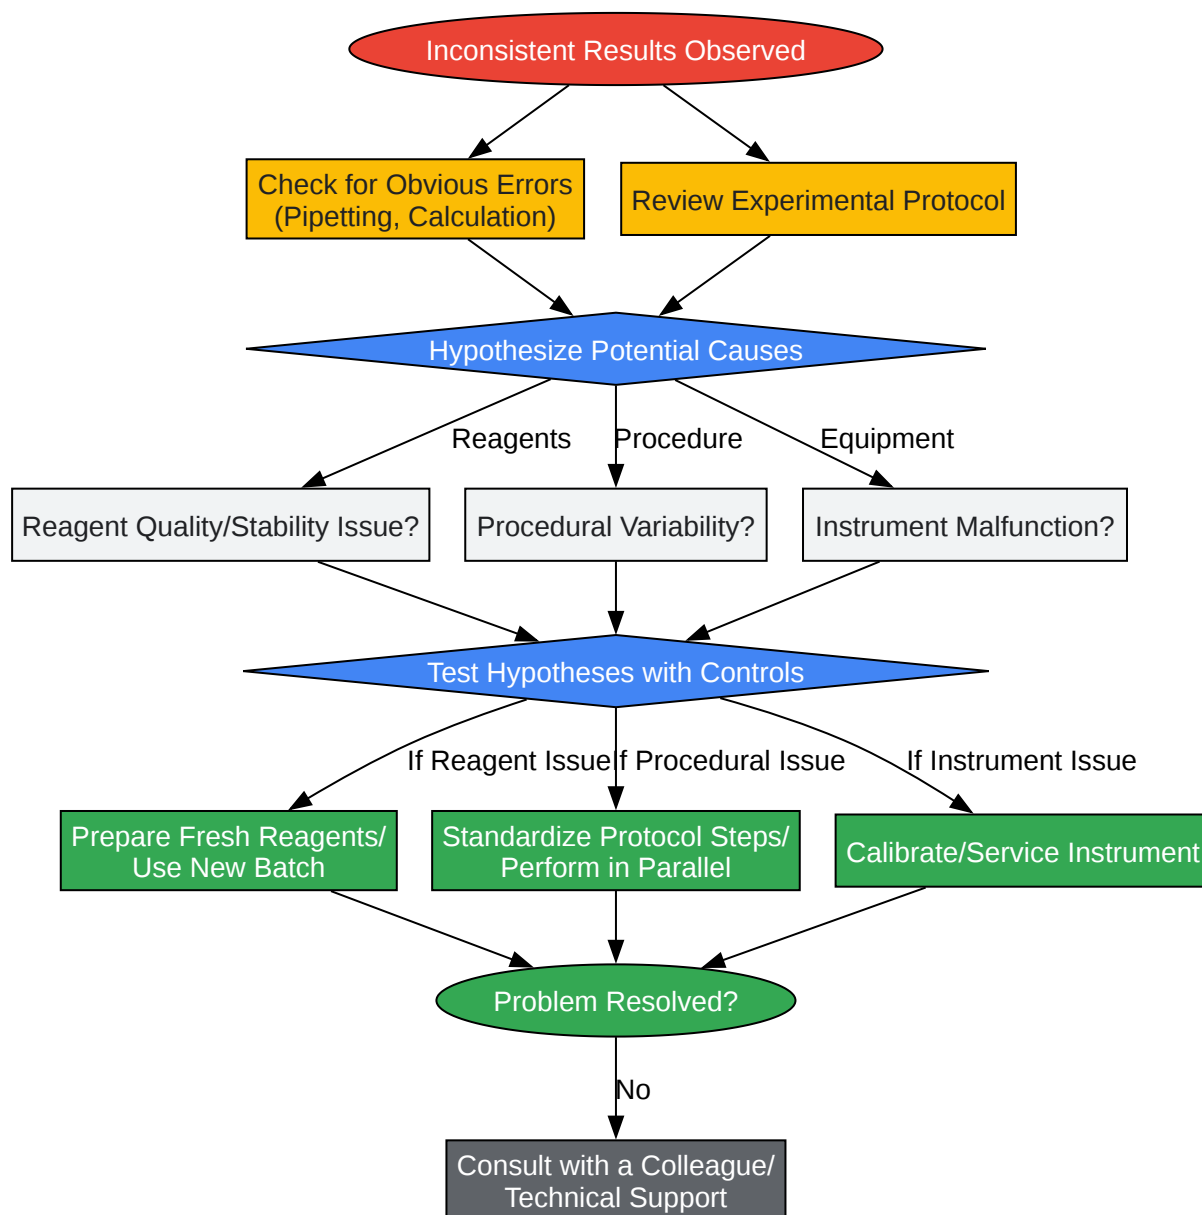 Inconsistent Results Observed
Check for Obvious Errors
(Pipetting, Calculation)
Review Experimental Protocol
Hypothesize Potential Causes
Reagents
Procedure
Equipment
Reagent Quality/Stability Issue?
Procedural Variability?
Instrument Malfunction?
Test Hypotheses with Controls
If Reagent Issue
If Procedural Issue
If Instrument Issue
Prepare Fresh Reagents/
Use New Batch
Standardize Protocol Steps/
Perform in Parallel
Calibrate/Service Instrument
Problem Resolved?
No
Consult with a Colleague/
Technical Support